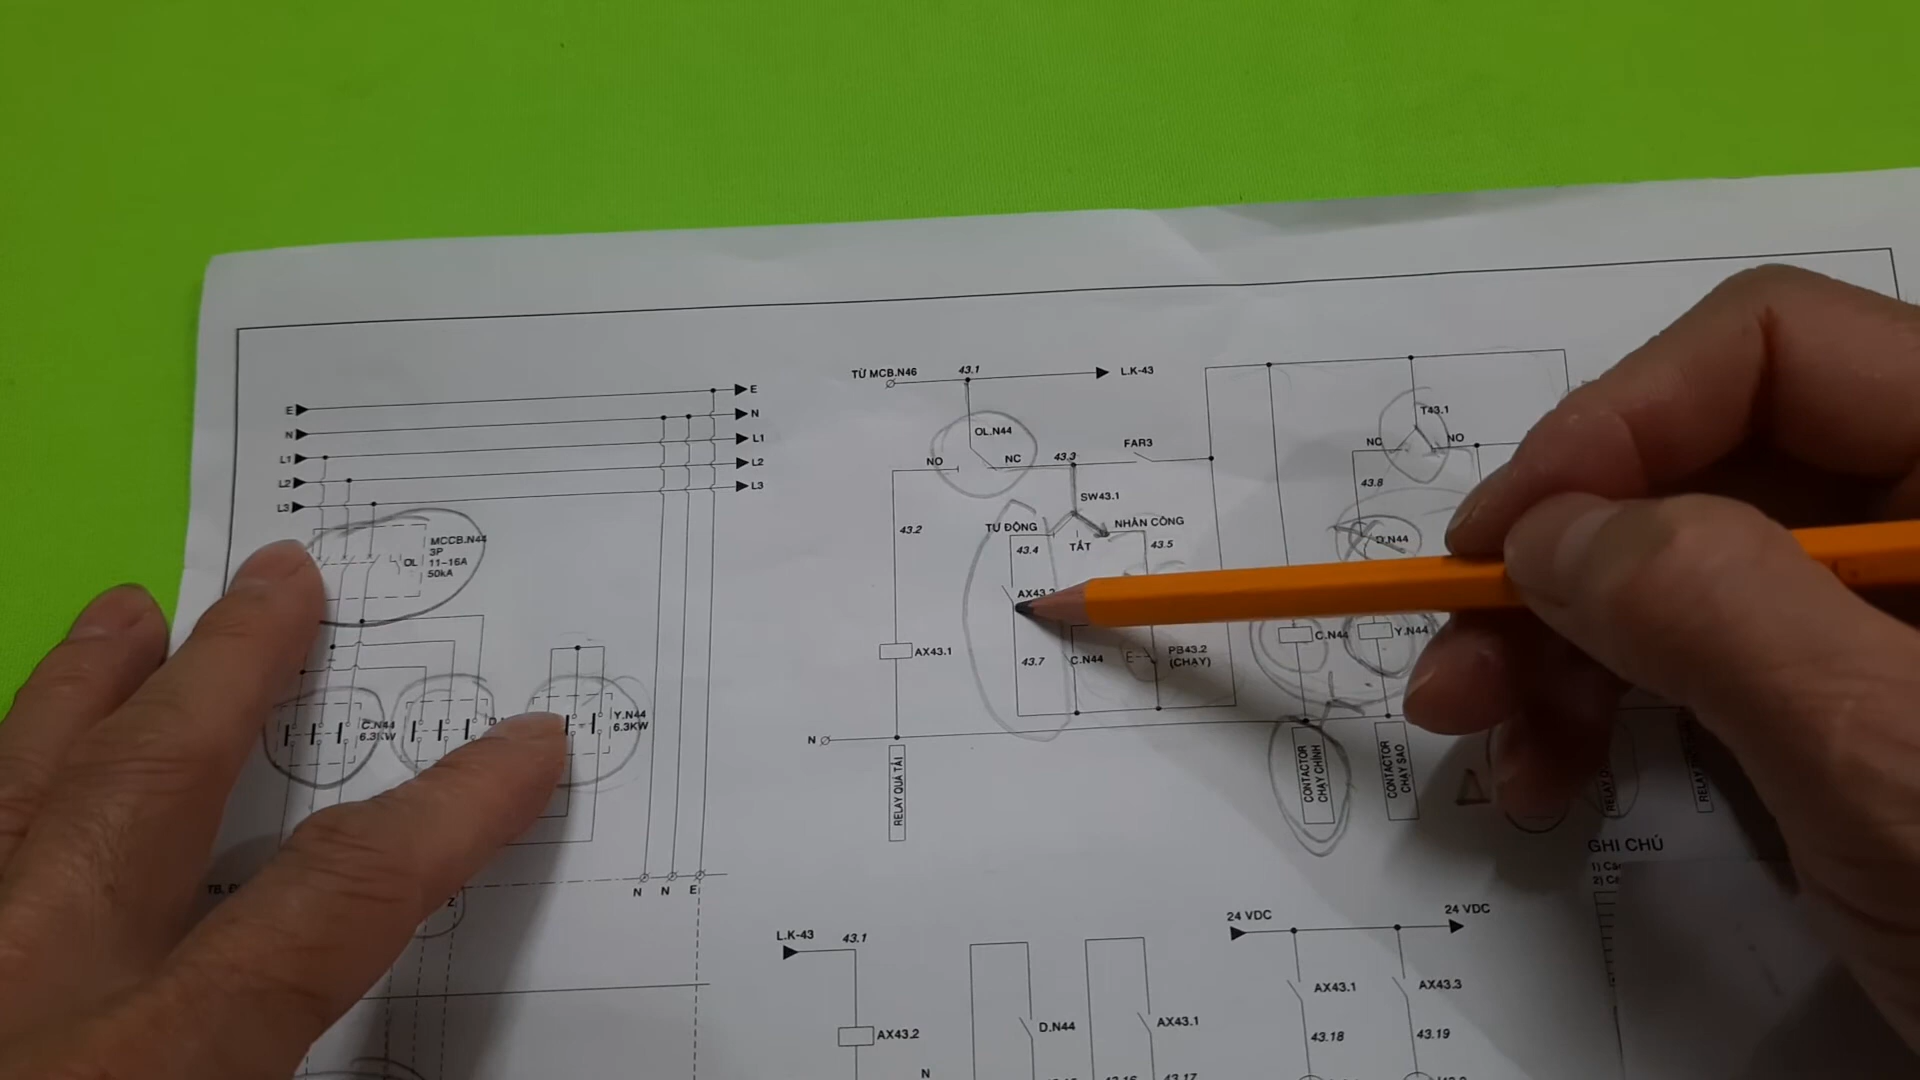 E
N
L1
L2
L3
E
N
L1
L2
L3
MCCB.N44
3P
11-16A
50kA
OL
C.N44
6.3KW
Y.N44
6.3KW
N
N
E
Z
TỪ MCB.N46
43.1
L.K-43
OL.N44
NO
NC
43.3
FAR3
43.2
SW43.1
TỰ ĐỘNG
NHÂN CÔNG
TẮT
43.4
43.5
AX43.1
43.7
C.N44
E
PB43.2
(CHẠY)
N
RELAY QUÁ TẢI
T43.1
NC
NO
43.8
D.N44
C.N44
Y.N44
CONTACTOR
CHẠY CHÍNH
CONTACTOR
CHẠY SAO
Δ
GHI CHÚ
1)
2)
L.K-43
43.1
AX43.2
N
D.N44
AX43.1
43.17
24 VDC
24 VDC
AX43.1
AX43.3
43.18
43.19